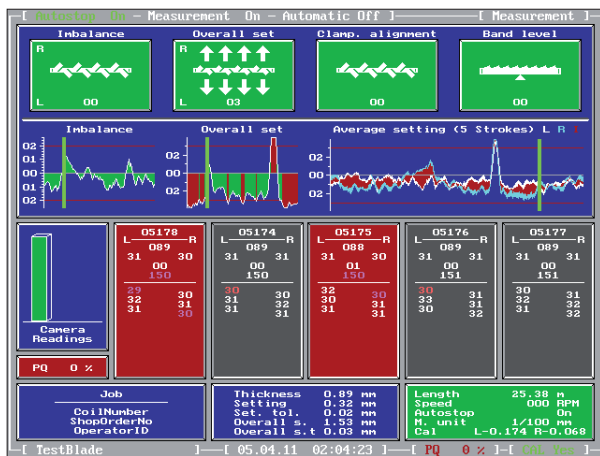 [ Autostop On - Measurement On - Automatic Off ] [ Measurement ]
Imbalance Overall set Clamp. alignment Band level
R R
L 00 L 03 00 00
Imbalance Overall set Average setting (5 Strokes) L R T
02 02 02
01 00
00 00 00
01 02
02 02
05178 05174 05175 05176 05177
L R L R L R L R L R
089 089 088 089 089
31 30 31 31 31 30 31 31 31 31
00 00 01 00 00
150 150 150 151 151
29 30 30 30 32 30 30 31 30 31
32 31 31 31 30 31 33 31 32 31
31 30 31 32 31 32 31 32 31 32
Camera
Readings
PQ 0 %
Job
CoilNumber
ShopOrderNo
OperatorID
Thickness 0.89 mm
Setting 0.32 mm
Set. tol. 0.02 mm
Overall s. 1.53 mm
Overall s.t 0.03 mm
Length 25.38 m
Speed 000 RPM
Autostop On
M. unit 1/100 mm
Cal L-0.174 R-0.068
[ TestBlade ] [ 05.04.11 02:04:23 ] [ PQ 0 % ] [